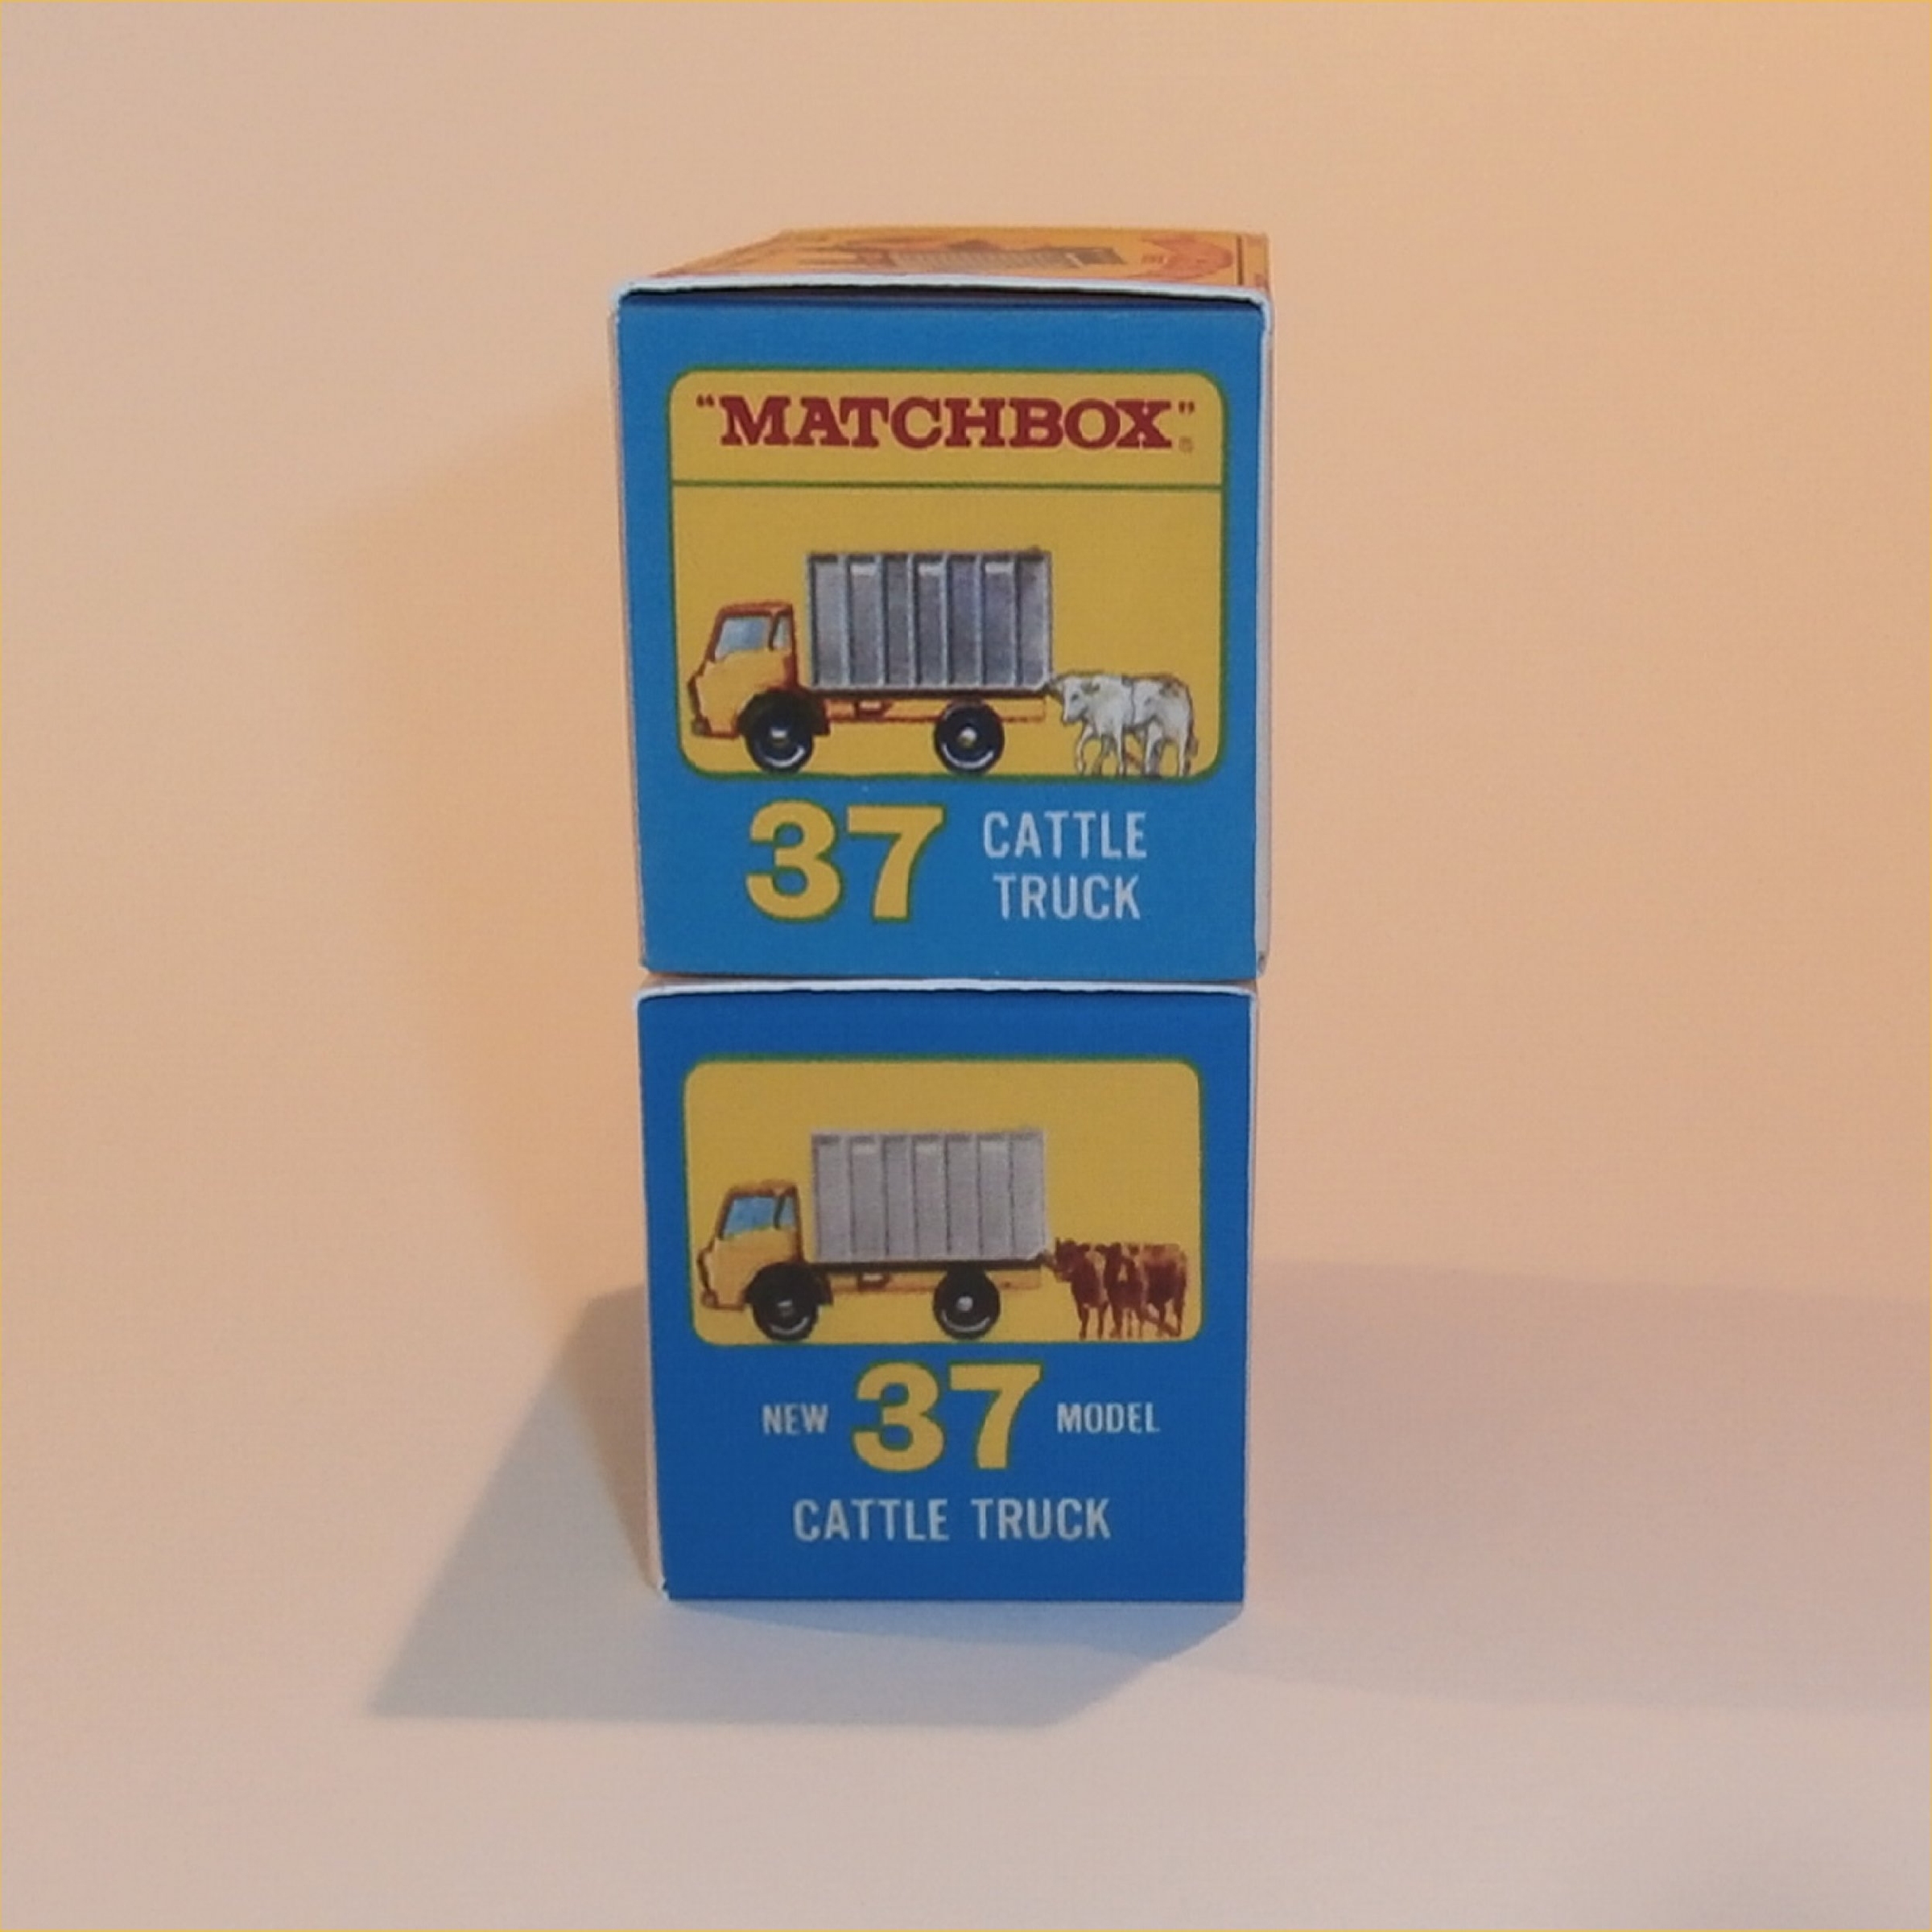 "MATCHBOX"®
37 CATTLE
TRUCK
NEW 37 MODEL
CATTLE TRUCK